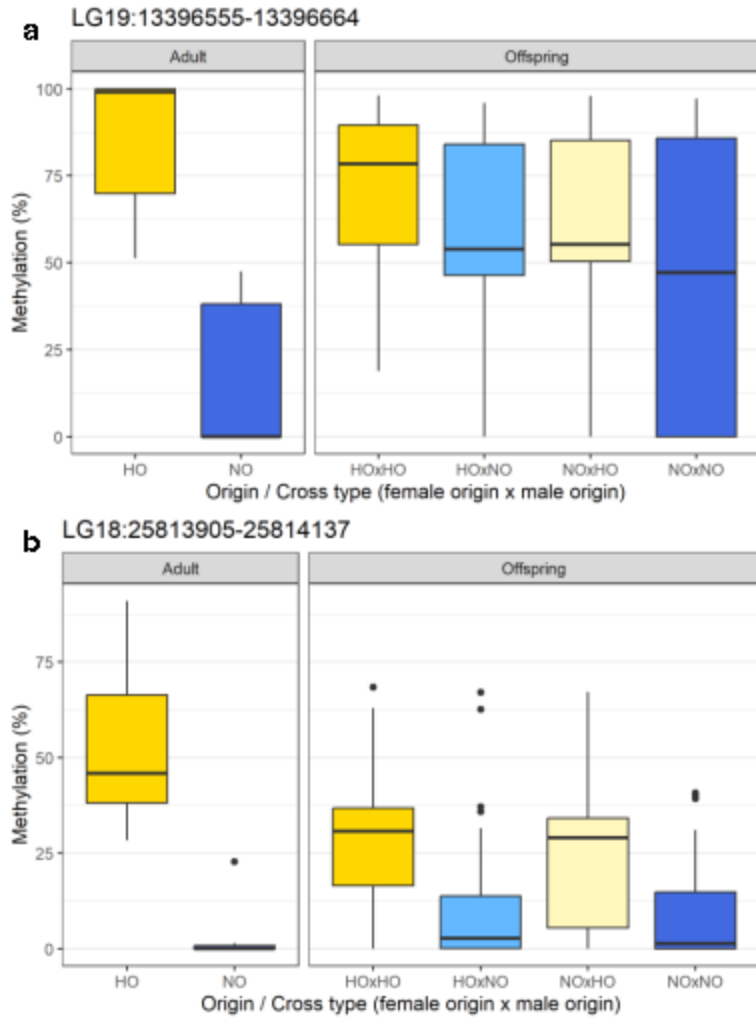 a
LG19:13396555-13396664
Adult
Offspring
100
75
50
25
0
Methylation (%)
HO
NO
HOxHO
HOxNO
NOxHO
NOxNO
Origin / Cross type (female origin x male origin)
b
LG18:25813905-25814137
Adult
Offspring
75
50
25
0
Methylation (%)
HO
NO
HOxHO
HOxNO
NOxHO
NOxNO
Origin / Cross type (female origin x male origin)